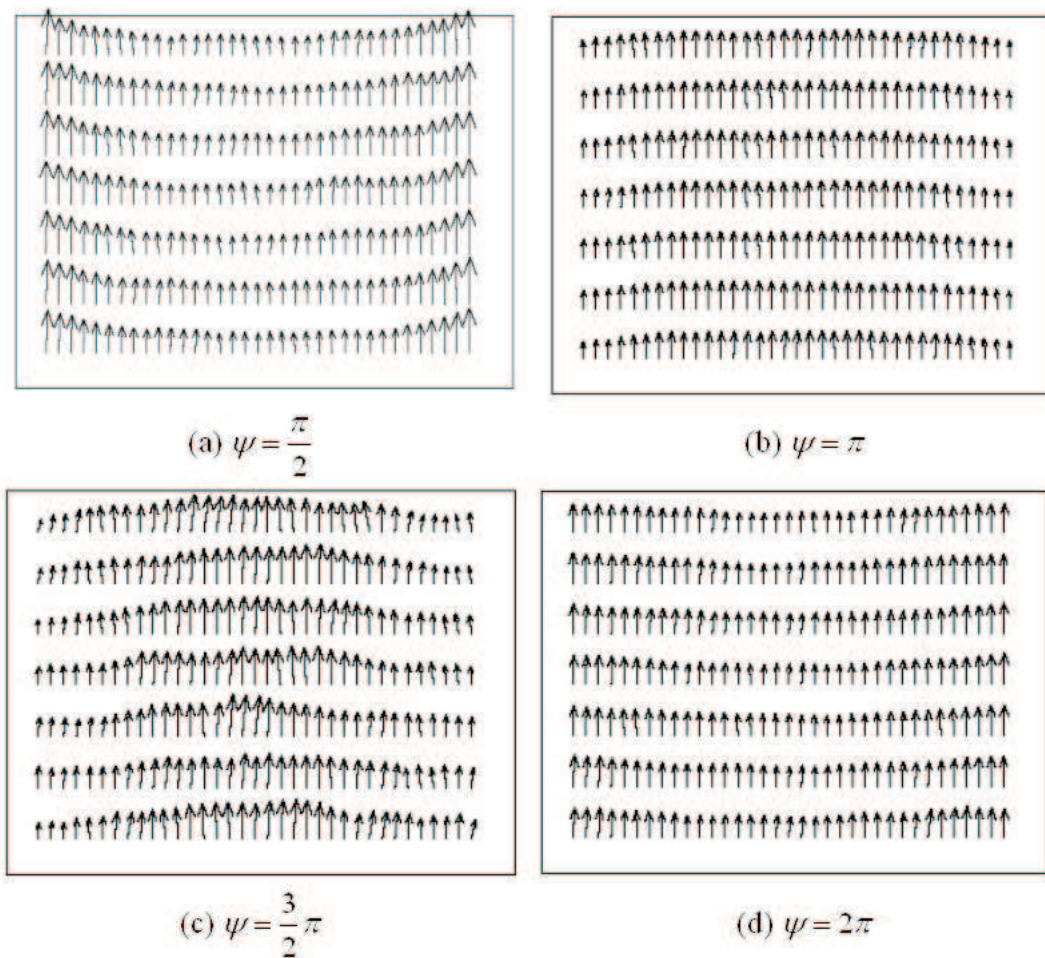 (a) ψ = π/2
(b) ψ = π
(c) ψ = 3/2 π
(d) ψ = 2π